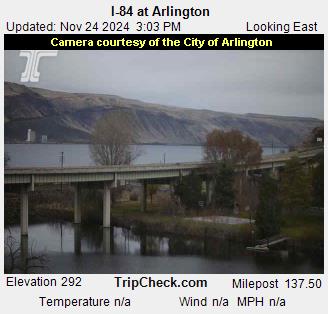 I-84 at Arlington
Updated: Nov 24 2024 3:03 PM Looking East
Camera courtesy of the City of Arlington
Elevation 292 TripCheck.com Milepost 137.50
Temperature n/a Wind n/a MPH n/a